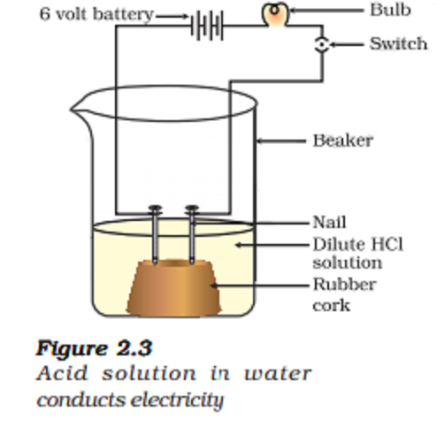 6 volt battery
Bulb
Switch
Beaker
Nail
Dilute HCl
solution
Rubber
cork
Figure 2.3
Acid solution in water
conducts electricity